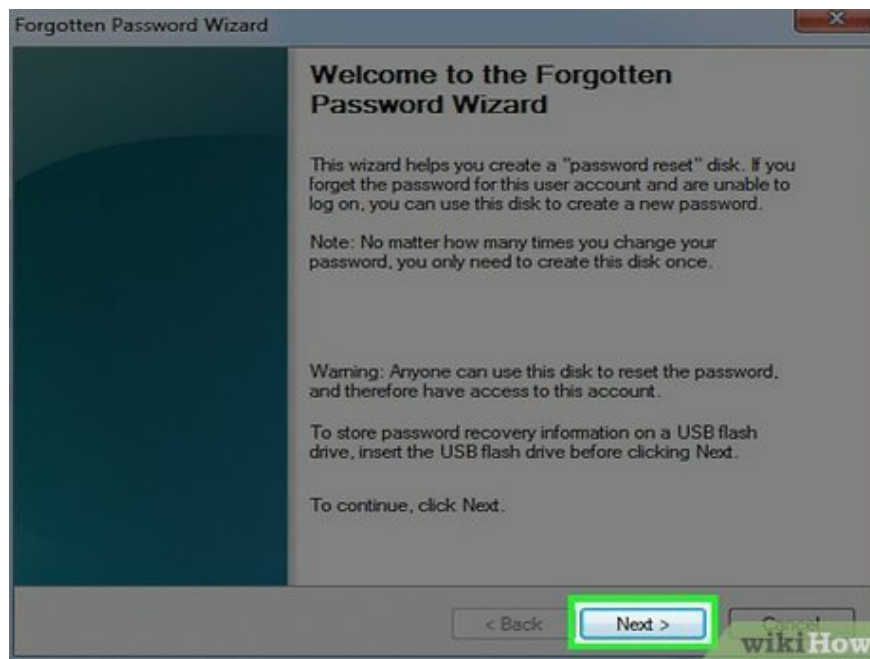 Forgotten Password Wizard
Welcome to the Forgotten
Password Wizard
This wizard helps you create a "password reset" disk. If you
forget the password for this user account and are unable to
log on, you can use this disk to create a new password.
Note: No matter how many times you change your
password, you only need to create this disk once.
Warning: Anyone can use this disk to reset the password,
and therefore have access to this account.
To store password recovery information on a USB flash
drive, insert the USB flash drive before clicking Next.
To continue, click Next.
< Back Next > Cancel
wikiHow